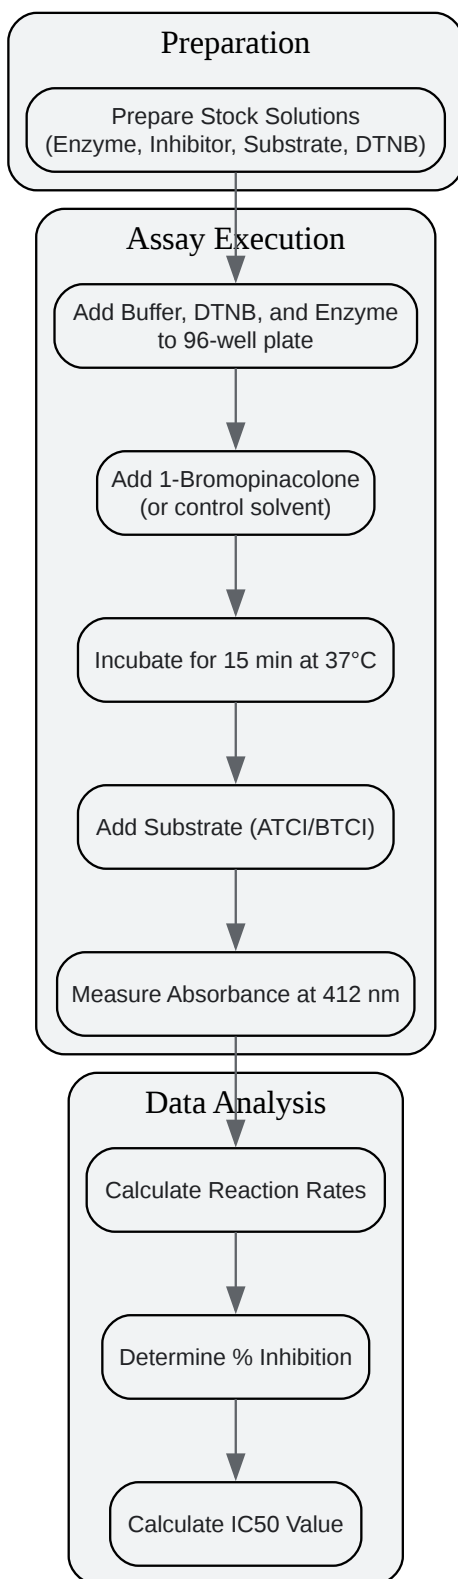 Preparation
Prepare Stock Solutions
(Enzyme, Inhibitor, Substrate, DTNB)
Assay Execution
Add Buffer, DTNB, and Enzyme
to 96-well plate
Add 1-Bromopinacolone
(or control solvent)
Incubate for 15 min at 37°C
Add Substrate (ATCI/BTCI)
Measure Absorbance at 412 nm
Data Analysis
Calculate Reaction Rates
Determine % Inhibition
Calculate IC50 Value